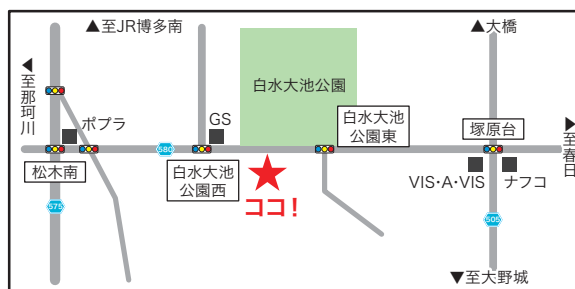 ▲至JR博多南
▲大橋
◀至那珂川
白水大池公園
ポプラ
GS
白水大池
公園東
塚原台
▶至春日
580
松木南
白水大池
公園西
VIS・A・VIS
ナフコ
ココ!
575
505
▼至大野城